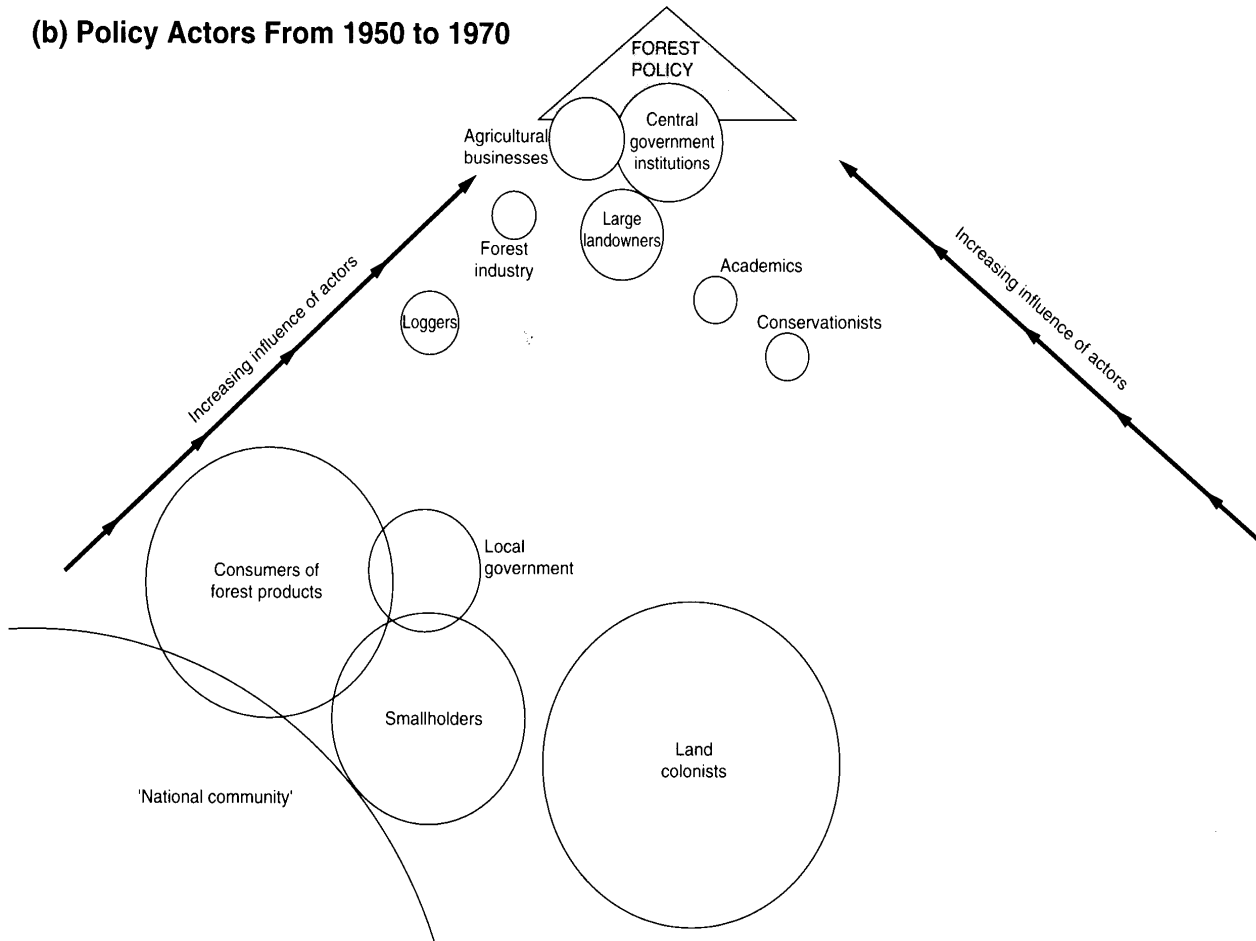 (b) Policy Actors From 1950 to 1970
FOREST
POLICY
Agricultural
businesses
Central
government
institutions
Forest
industry
Large
landowners
Academics
Loggers
Conservationists
Increasing influence of actors
Increasing influence of actors
Consumers of
forest products
Local
government
Smallholders
Land
colonists
'National community'